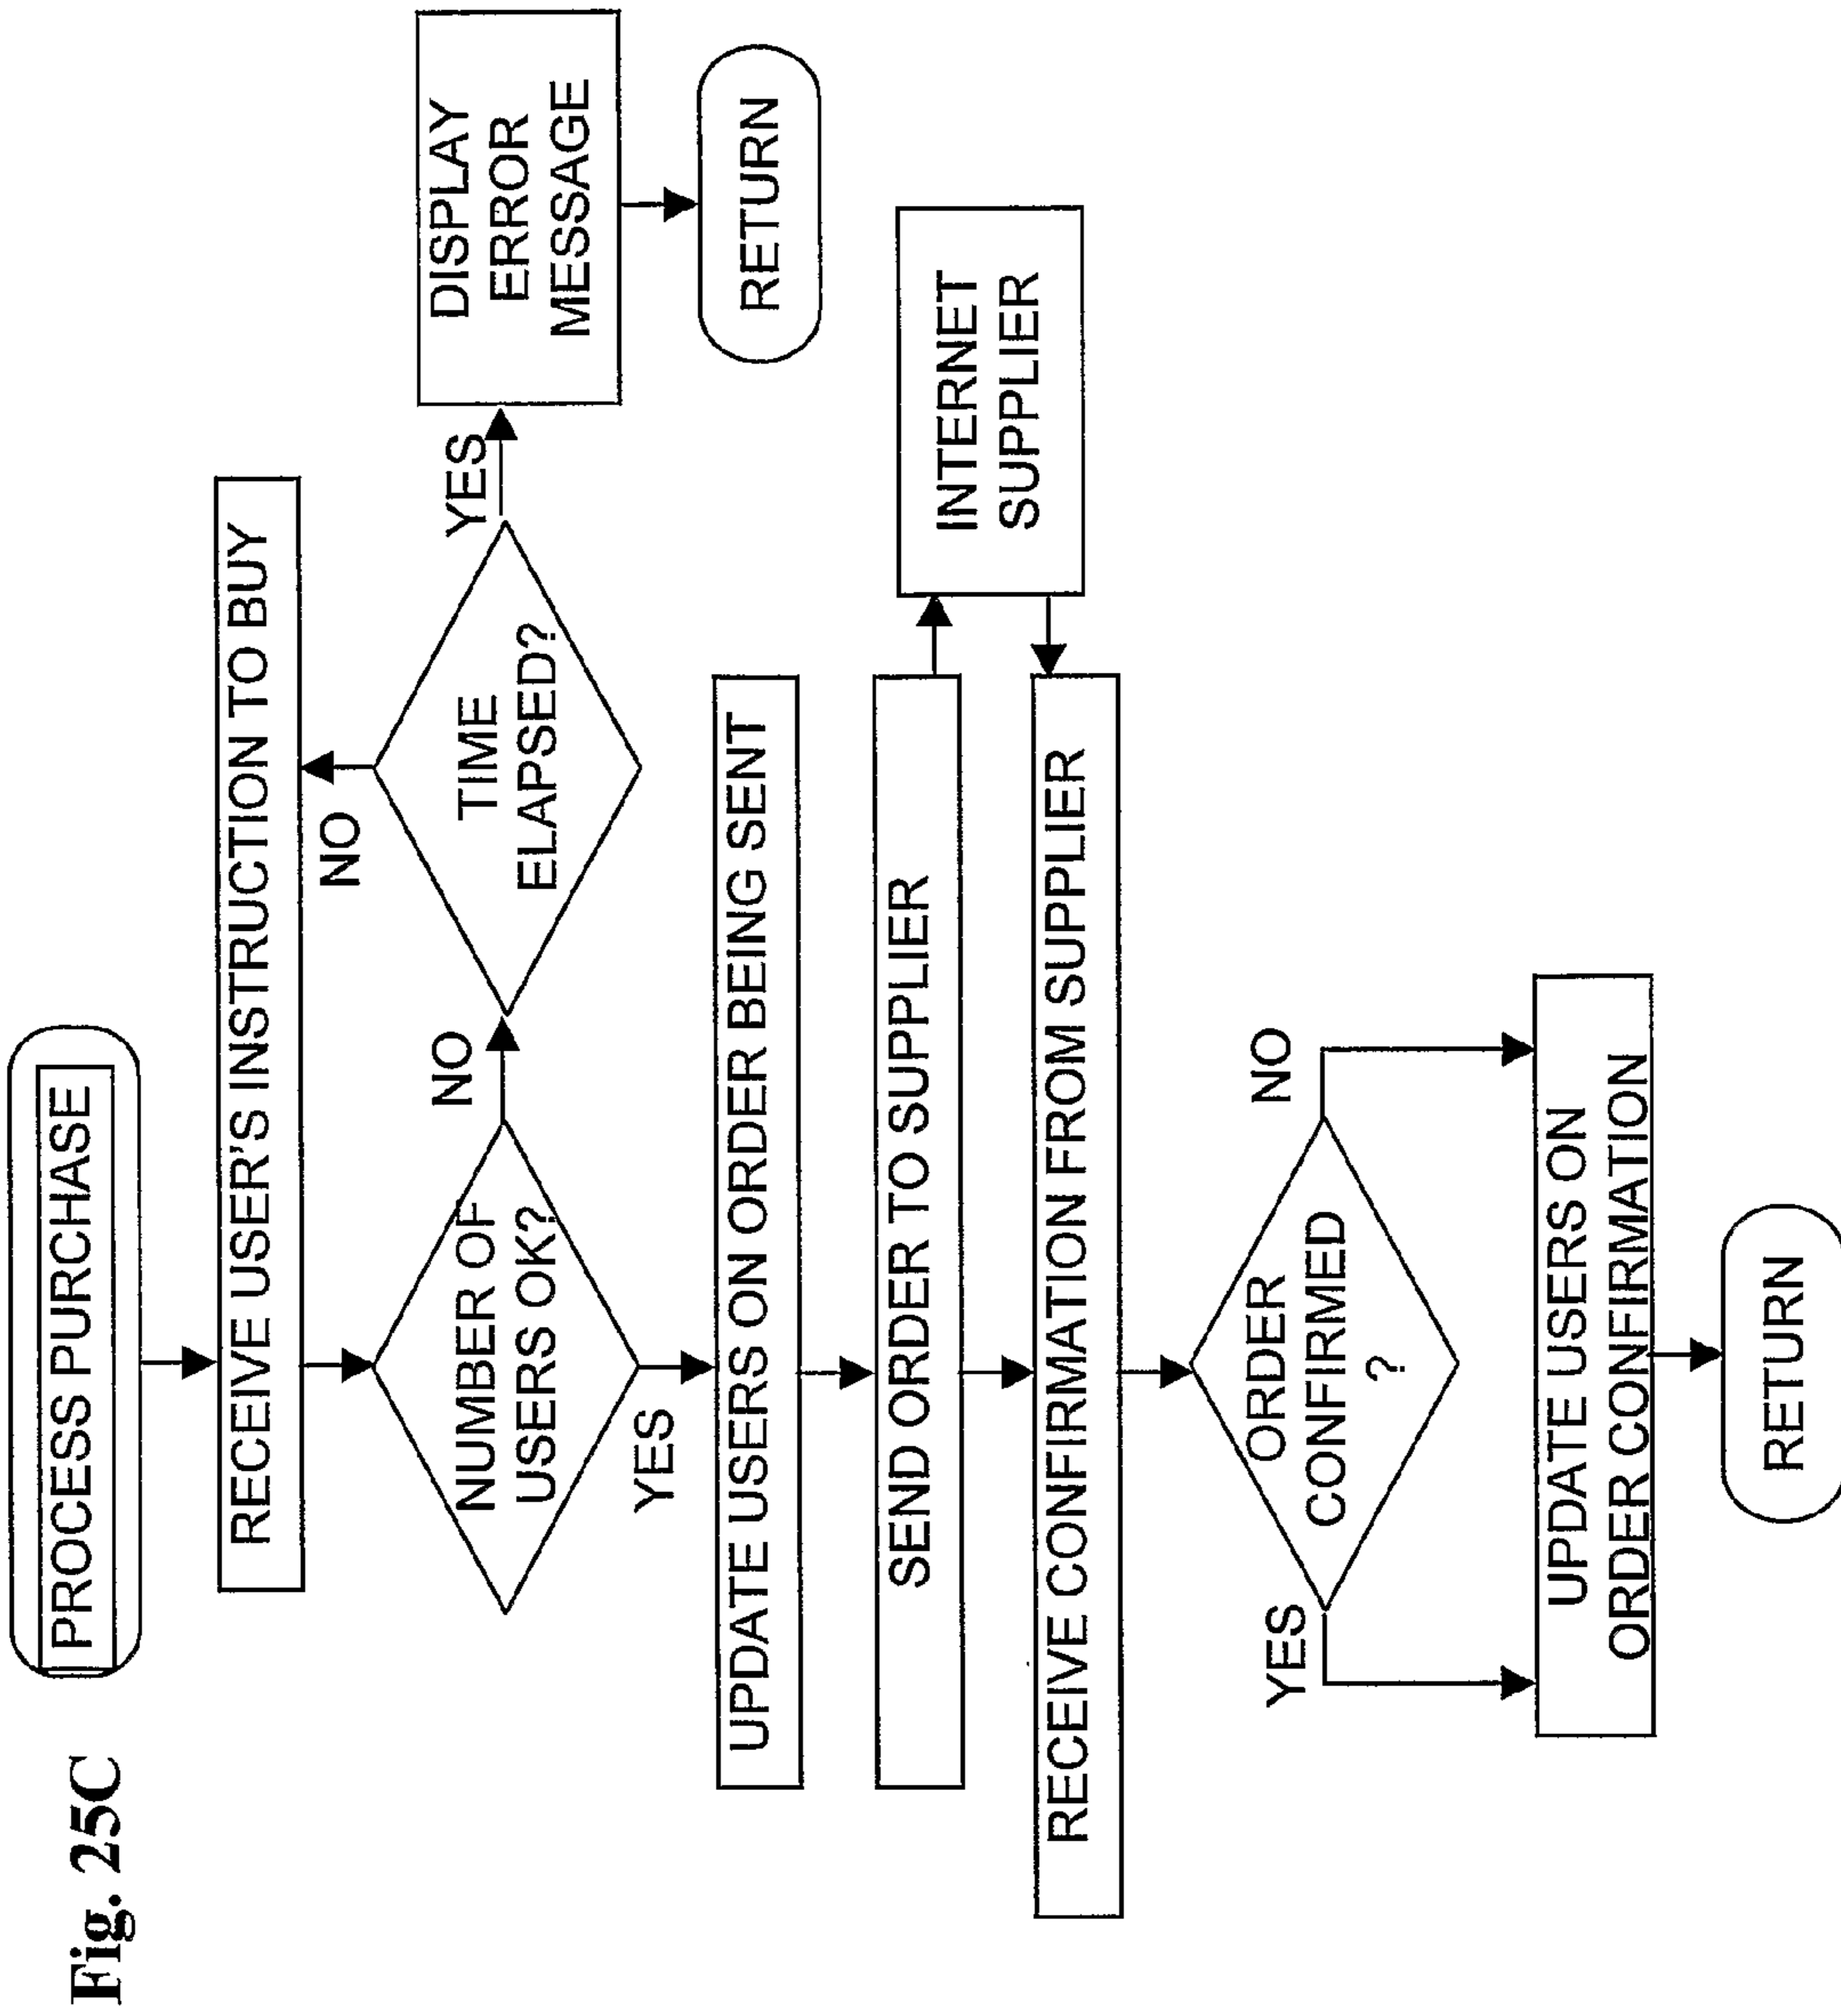 Fig. 25C
PROCESS PURCHASE
RECEIVE USER'S INSTRUCTION TO BUY
NUMBER OF
USERS OK?
NO
YES
TIME
ELAPSED?
NO
YES
DISPLAY
ERROR
MESSAGE
RETURN
UPDATE USERS ON ORDER BEING SENT
SEND ORDER TO SUPPLIER
INTERNET
SUPPLIER
RECEIVE CONFIRMATION FROM SUPPLIER
ORDER
CONFIRMED
?
YES
NO
UPDATE USERS ON
ORDER CONFIRMATION
RETURN